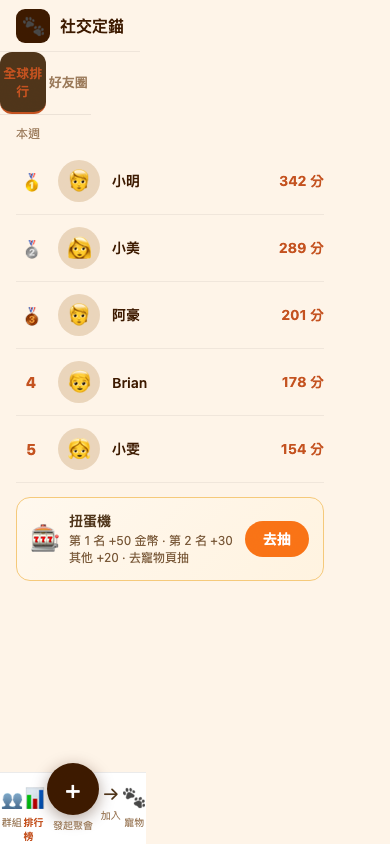 社交定錨
全球排
行
好友圈
本週
1
小明
342 分
2
小美
289 分
3
阿豪
201 分
4
Brian
178 分
5
小雯
154 分
扭蛋機
第 1 名 +50 金幣 · 第 2 名 +30
其他 +20 · 去寵物頁抽
去抽
+
群組
排行
榜
發起聚會
加入
寵物